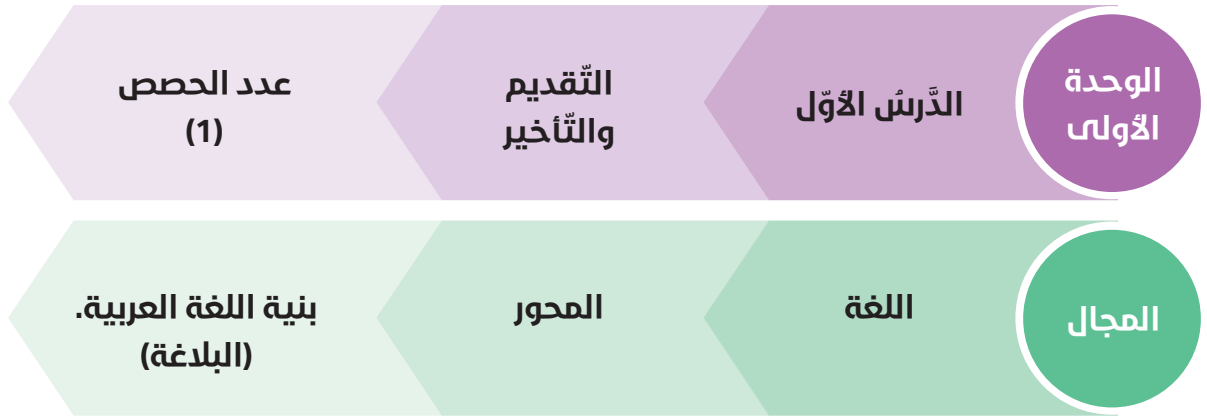 الوحدة
الأولى
الدَّرسُ الأوّل
التّقديم
والتّأخير
عدد الحصص
(1)
المجال
اللغة
المحور
بنية اللغة العربية.
(البلاغة)